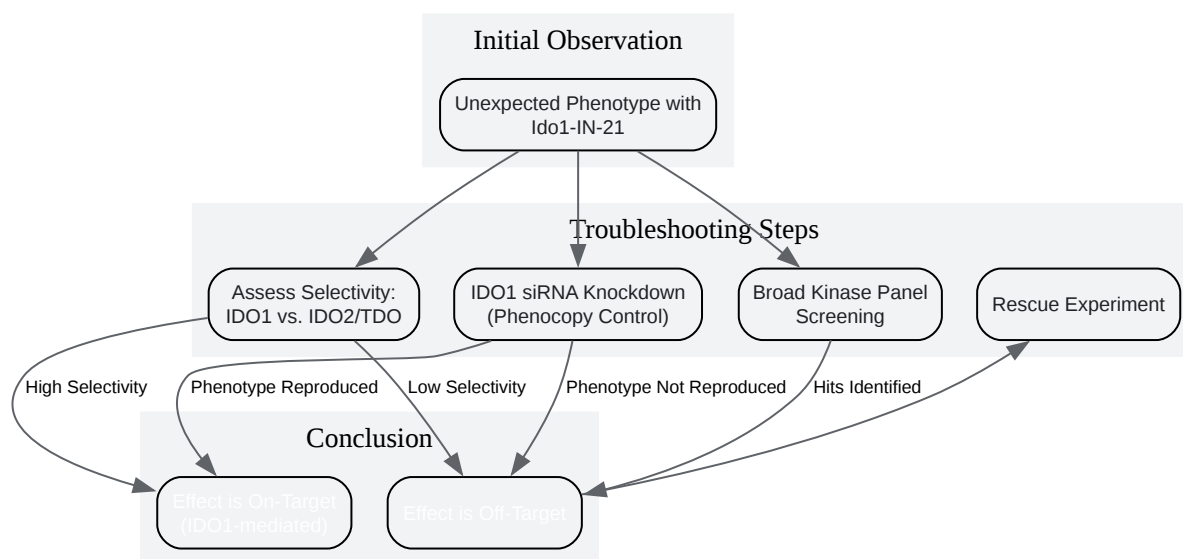 Initial Observation
Unexpected Phenotype with
Ido1-IN-21
Troubleshooting Steps
Assess Selectivity:
IDO1 vs. IDO2/TDO
IDO1 siRNA Knockdown
(Phenocopy Control)
Broad Kinase Panel
Screening
Rescue Experiment
High Selectivity
Phenotype Reproduced
Low Selectivity
Phenotype Not Reproduced
Hits Identified
Conclusion
Effect is On-Target
(IDO1-mediated)
Effect is Off-Target